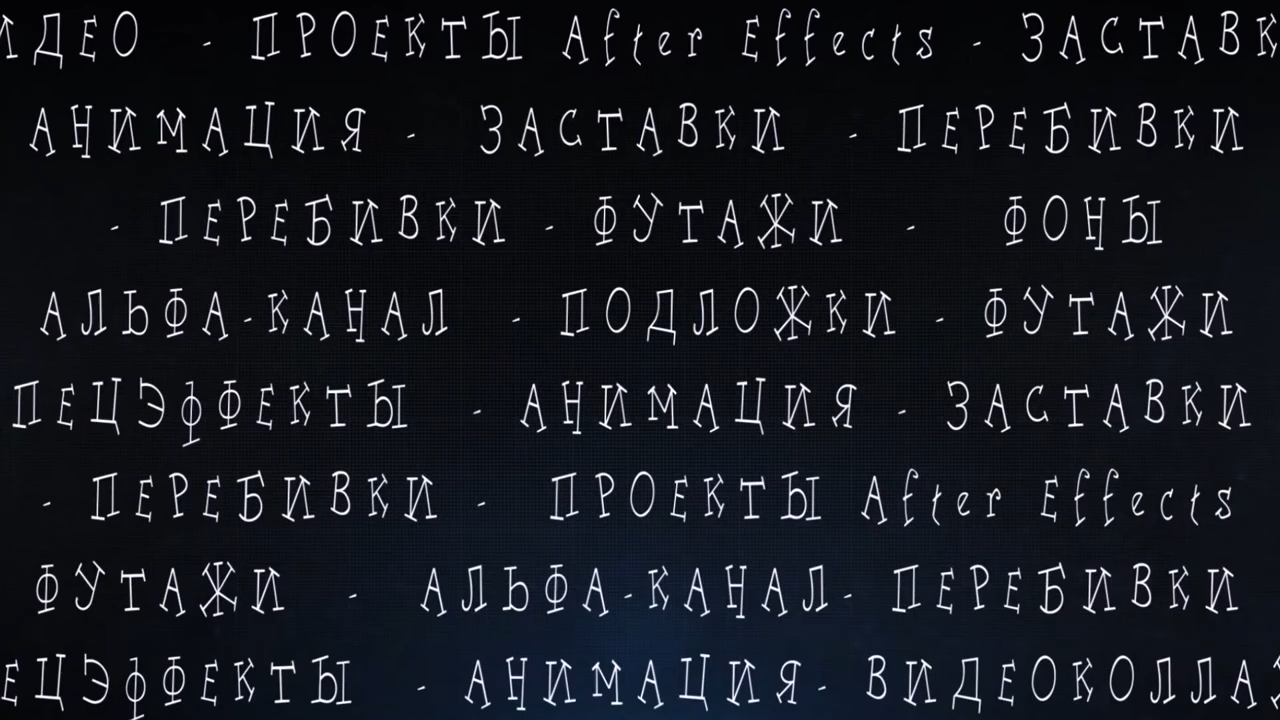 ИДЕО - ПРОЕКТЫ After Effects - ЗАСТАВК
АНИМАЦИЯ - ЗАСТАВКИ - ПЕРЕБИВКИ
- ПЕРЕБИВКИ - ФУТАЖИ - ФОНЫ
АЛЬФА-КАНАЛ - ПОДЛОЖКИ - ФУТАЖИ
ПЕЦЭфФЕКТЫ - АНИМАЦИЯ - ЗАСТАВКИ
- ПЕРЕБИВКИ - ПРОЕКТЫ After Effects
ФУТАЖИ - АЛЬФА-КАНАЛ- ПЕРЕБИВКИ
ЕЦЭфФЕКТЫ - АНИМАЦИЯ- ВИДЕОКОЛЛА